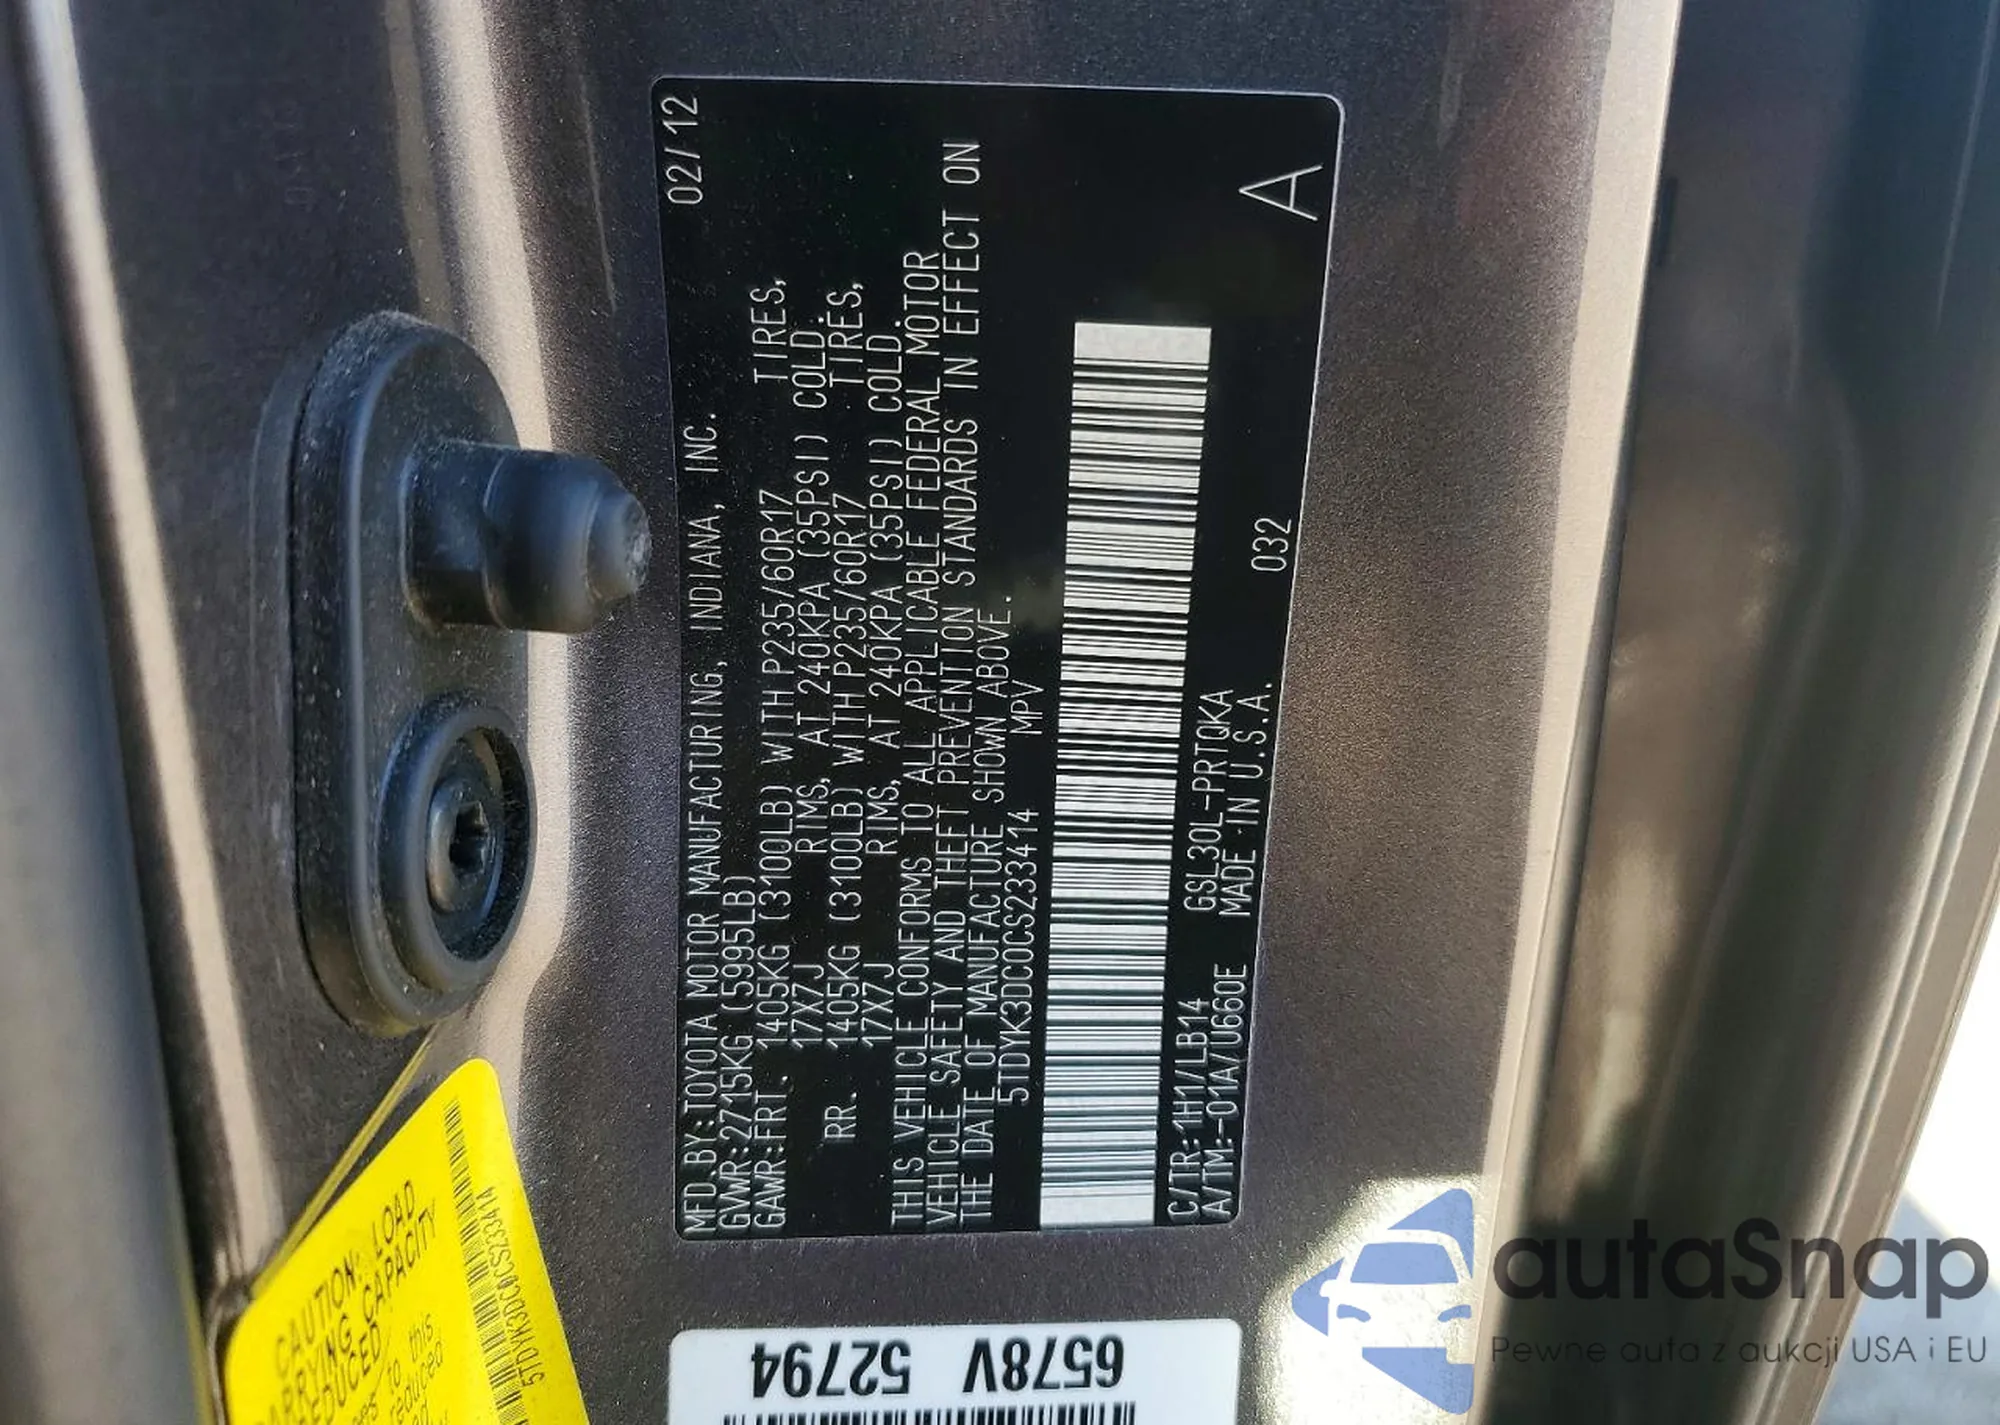 02/12
MFD.BY:TOYOTA MOTOR MANUFACTURING, INDIANA, INC.
GVWR:2715KG (5995LB)
GAWR:FRT. 1405KG (3100LB) WITH P235/60R17 TIRES,
17X7J RIMS, AT 240KPA (35PSI) COLD.
RR. 1405KG (3100LB) WITH P235/60R17 TIRES,
17X7J RIMS, AT 240KPA (35PSI) COLD.
THIS VEHICLE CONFORMS TO ALL APPLICABLE FEDERAL MOTOR
VEHICLE SAFETY AND THEFT PREVENTION STANDARDS IN EFFECT ON
THE DATE OF MANUFACTURE SHOWN ABOVE.
5TDYK3DC0CS233414 MPV
C/TR:1H1/LB14 GSL30L-PRTQKA 032
A/TM:-01A/U660E MADE IN U.S.A.
A
CAUTION: LOAD
CARRYING CAPACITY
REDUCED
to this
reduced
5TDYK3DC0CS233414
6578V 52794
autaSnap
Pewne auta z aukcji USA i EU